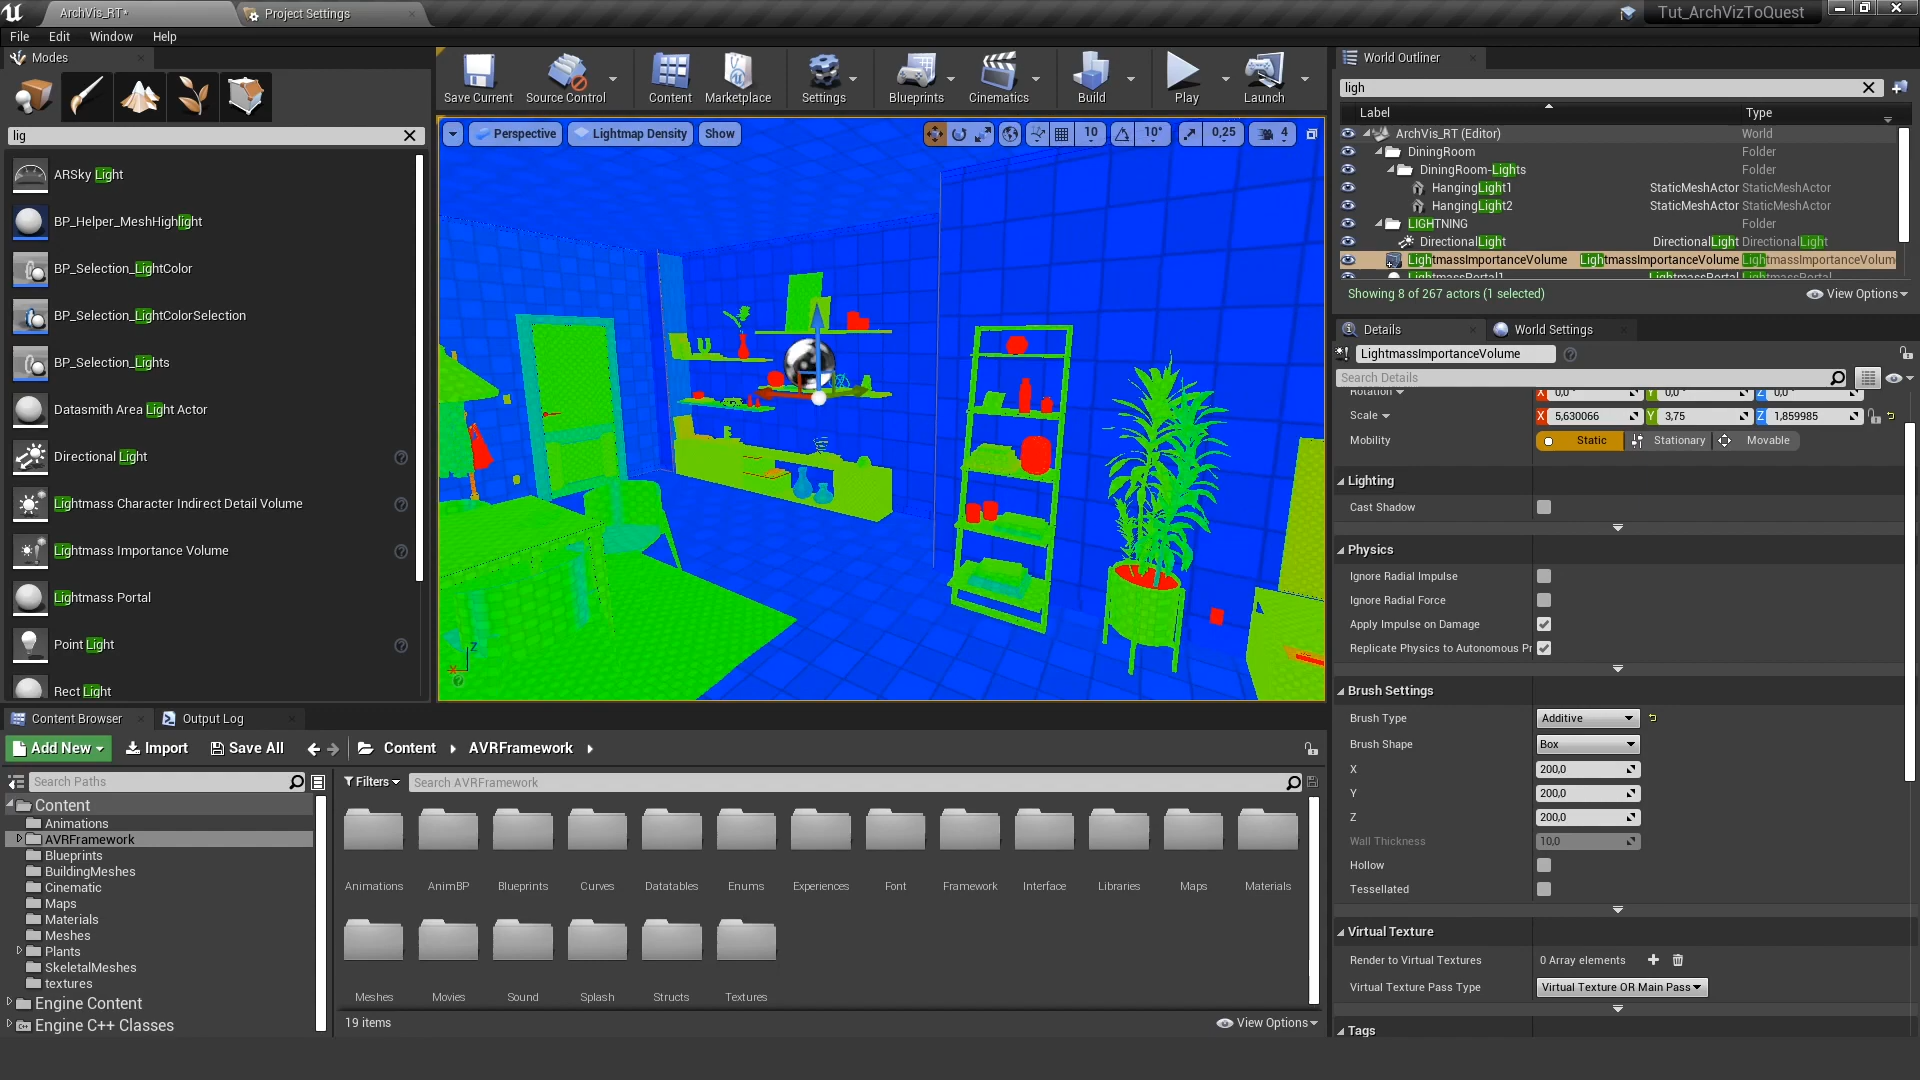 ArchVis_RT*
Project Settings
Tut_ArchVizToQuest
File Edit Window Help
Modes
lig
ARSky Light
BP_Helper_MeshHighlight
BP_Selection_LightColor
BP_Selection_LightColorSelection
BP_Selection_Lights
Datasmith Area Light Actor
Directional Light
Lightmass Character Indirect Detail Volume
Lightmass Importance Volume
Lightmass Portal
Point Light
Rect Light
Save Current Source Control Content Marketplace Settings Blueprints Cinematics Build Play Launch
Perspective Lightmap Density Show 10 10° 0,25 4
Z
X
World Outliner
ligh
Label Type
ArchVis_RT (Editor) World
DiningRoom Folder
DiningRoom-Lights Folder
HangingLight1 StaticMeshActor StaticMeshActor
HangingLight2 StaticMeshActor StaticMeshActor
LIGHTNING Folder
DirectionalLight DirectionalLight DirectionalLight
LightmassImportanceVolume LightmassImportanceVolume LightmassImportanceVolum
LightmassPortal1 LightmassPortal LightmassPortal
Showing 8 of 267 actors (1 selected) View Options
Details World Settings
LightmassImportanceVolume
Search Details
Rotation X 0,0° Y 0,0° Z 0,0°
Scale X 5,630066 Y 3,75 Z 1,859985
Mobility Static Stationary Movable
Lighting
Cast Shadow
Physics
Ignore Radial Impulse
Ignore Radial Force
Apply Impulse on Damage
Replicate Physics to Autonomous Pr
Brush Settings
Brush Type Additive
Brush Shape Box
X 200,0
Y 200,0
Z 200,0
Wall Thickness 10,0
Hollow
Tessellated
Virtual Texture
Render to Virtual Textures 0 Array elements
Virtual Texture Pass Type Virtual Texture OR Main Pass
Tags
Content Browser Output Log
Add New Import Save All Content AVRFramework
Search Paths
Filters Search AVRFramework
Content
Animations
AVRFramework
Blueprints
BuildingMeshes
Cinematic
Maps
Materials
Meshes
Plants
SkeletalMeshes
textures
Engine Content
Engine C++ Classes
Animations AnimBP Blueprints Curves Datatables Enums Experiences Font Framework Interface Libraries Maps Materials
Meshes Movies Sound Splash Structs Textures
19 items View Options